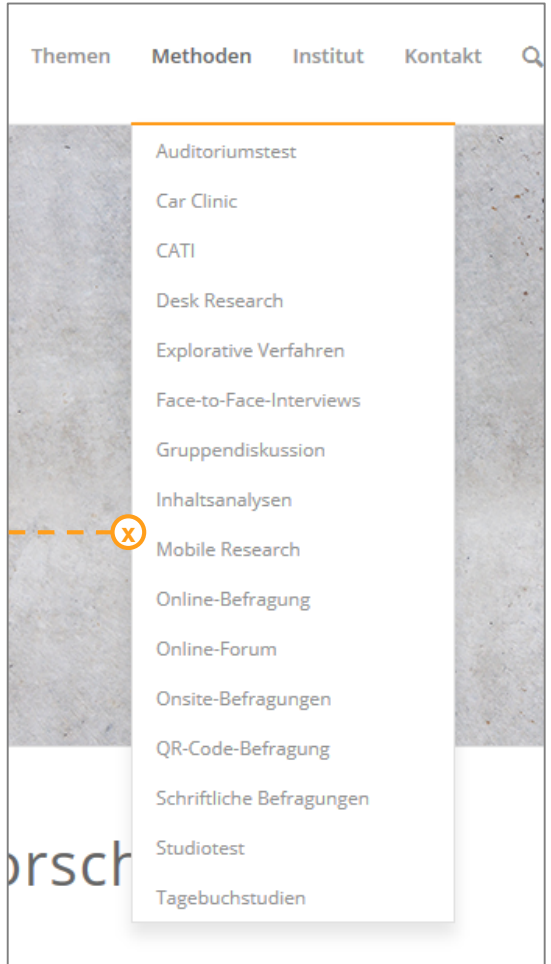 Themen Methoden Institut Kontakt
Auditoriumstest
Car Clinic
CATI
Desk Research
Explorative Verfahren
Face-to-Face-Interviews
Gruppendiskussion
Inhaltsanalysen
x
Mobile Research
Online-Befragung
Online-Forum
Onsite-Befragungen
QR-Code-Befragung
Schriftliche Befragungen
orsch
Studiotest
Tagebuchstudien